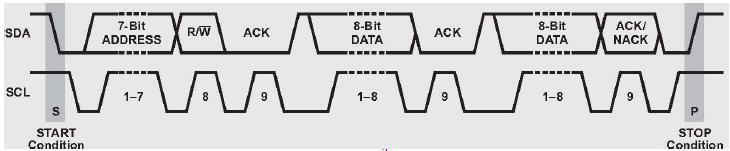 SDA
7-Bit
ADDRESS
R/W̅
ACK
8-Bit
DATA
ACK
8-Bit
DATA
ACK/
NACK
SCL
S
1–7
8
9
1–8
9
1–8
9
P
START
Condition
STOP
Condition